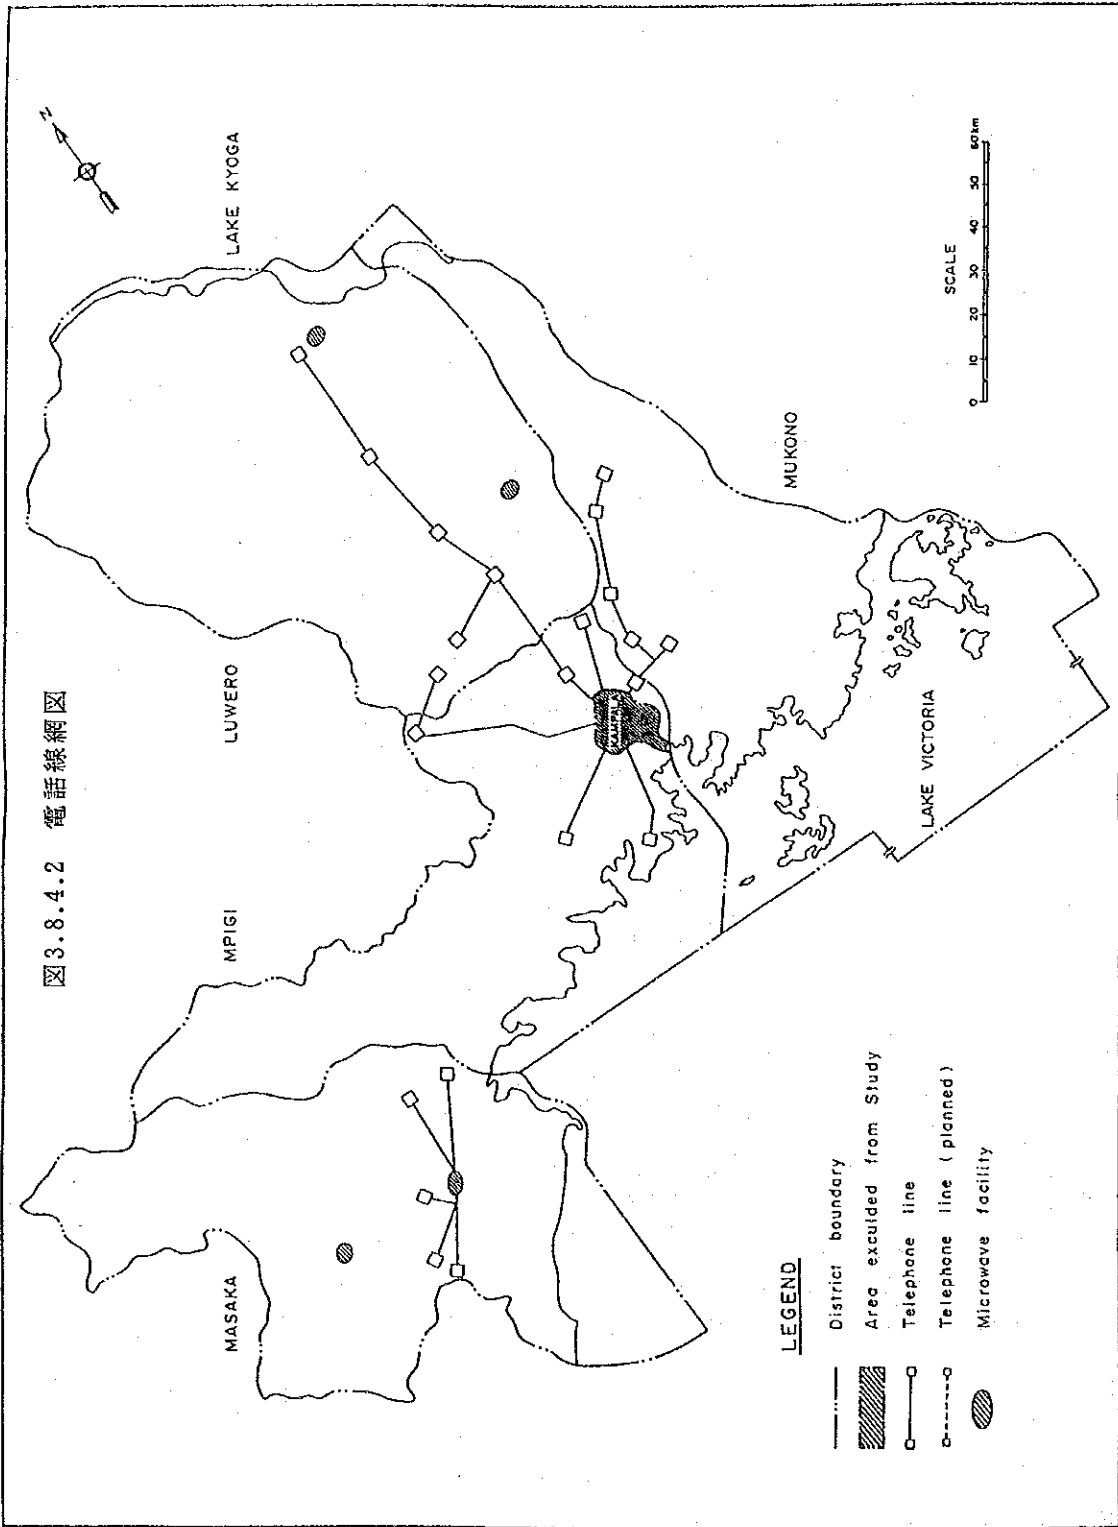 図3.8.4.2 電話線網図
N
LAKE KYOGA
LUWERO
MPIGI
MASAKA
MUKONO
KAMPALA
LAKE VICTORIA
SCALE
0 10 20 30 40 50 60km
LEGEND
District boundary
Area exculded from Study
Telephone line
Telephone line (planned)
Microwave facility